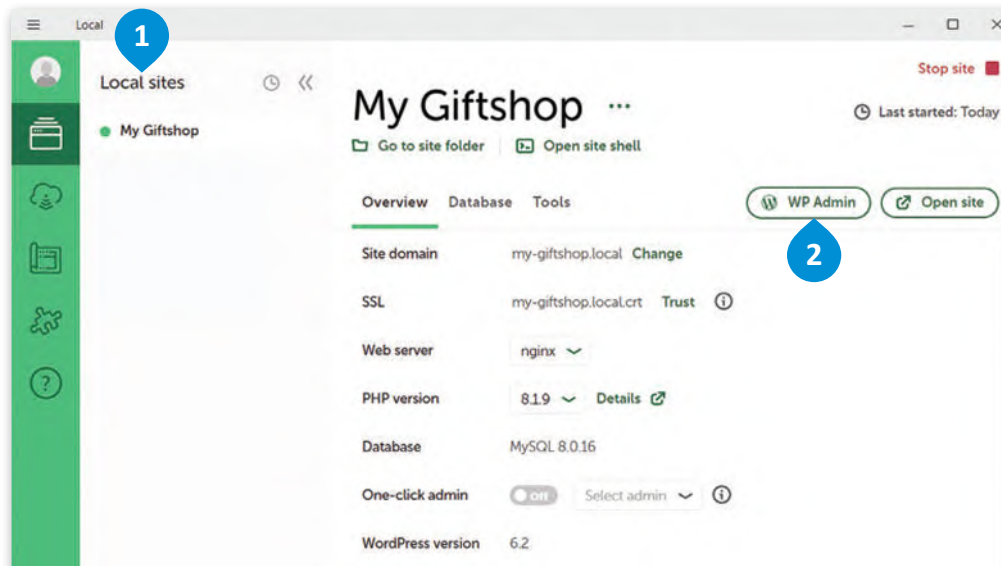 Local
1
Local sites
My Giftshop
Stop site
My Giftshop ...
Last started: Today
Go to site folder
Open site shell
Overview Database Tools
WP Admin
Open site
2
Site domain my-giftshop.local Change
SSL my-giftshop.local.crt Trust
Web server nginx
PHP version 8.1.9 Details
Database MySQL 8.0.16
One-click admin Off Select admin
WordPress version 6.2